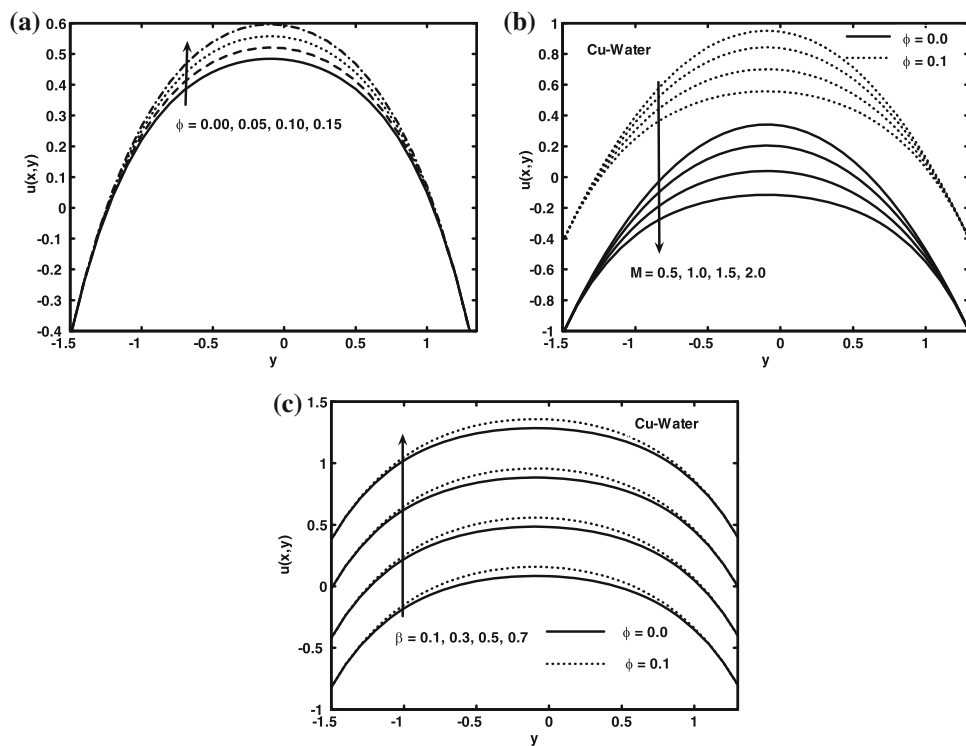 (a)
0.6
0.5
0.4
0.3
0.2
0.1
0
-0.1
-0.2
-0.3
-0.4
u(x,y)
ϕ = 0.00, 0.05, 0.10, 0.15
-1.5
-1
-0.5
0
0.5
1
y
(b)
1
0.8
0.6
0.4
0.2
0
-0.2
-0.4
-0.6
-0.8
-1
u(x,y)
Cu-Water
ϕ = 0.0
ϕ = 0.1
M = 0.5, 1.0, 1.5, 2.0
-1.5
-1
-0.5
0
0.5
1
y
(c)
1.5
1
0.5
0
-0.5
-1
u(x,y)
Cu-Water
β = 0.1, 0.3, 0.5, 0.7
ϕ = 0.0
ϕ = 0.1
-1.5
-1
-0.5
0
0.5
1
y